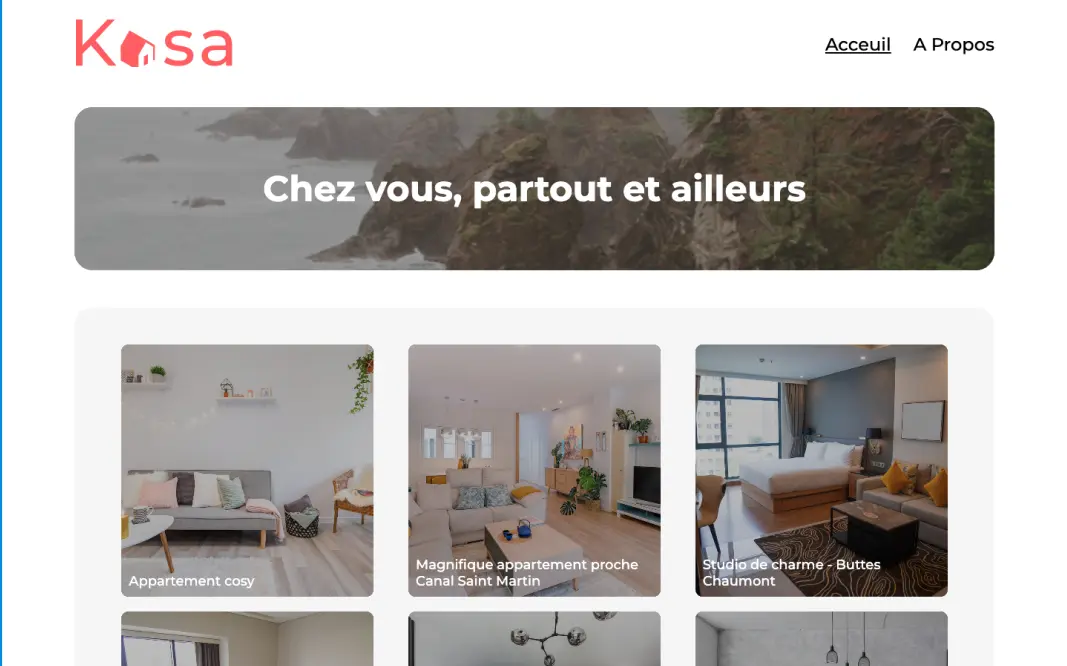 Kasa
Acceuil
A Propos
Chez vous, partout et ailleurs
Appartement cosy
Magnifique appartement proche
Canal Saint Martin
Studio de charme - Buttes
Chaumont